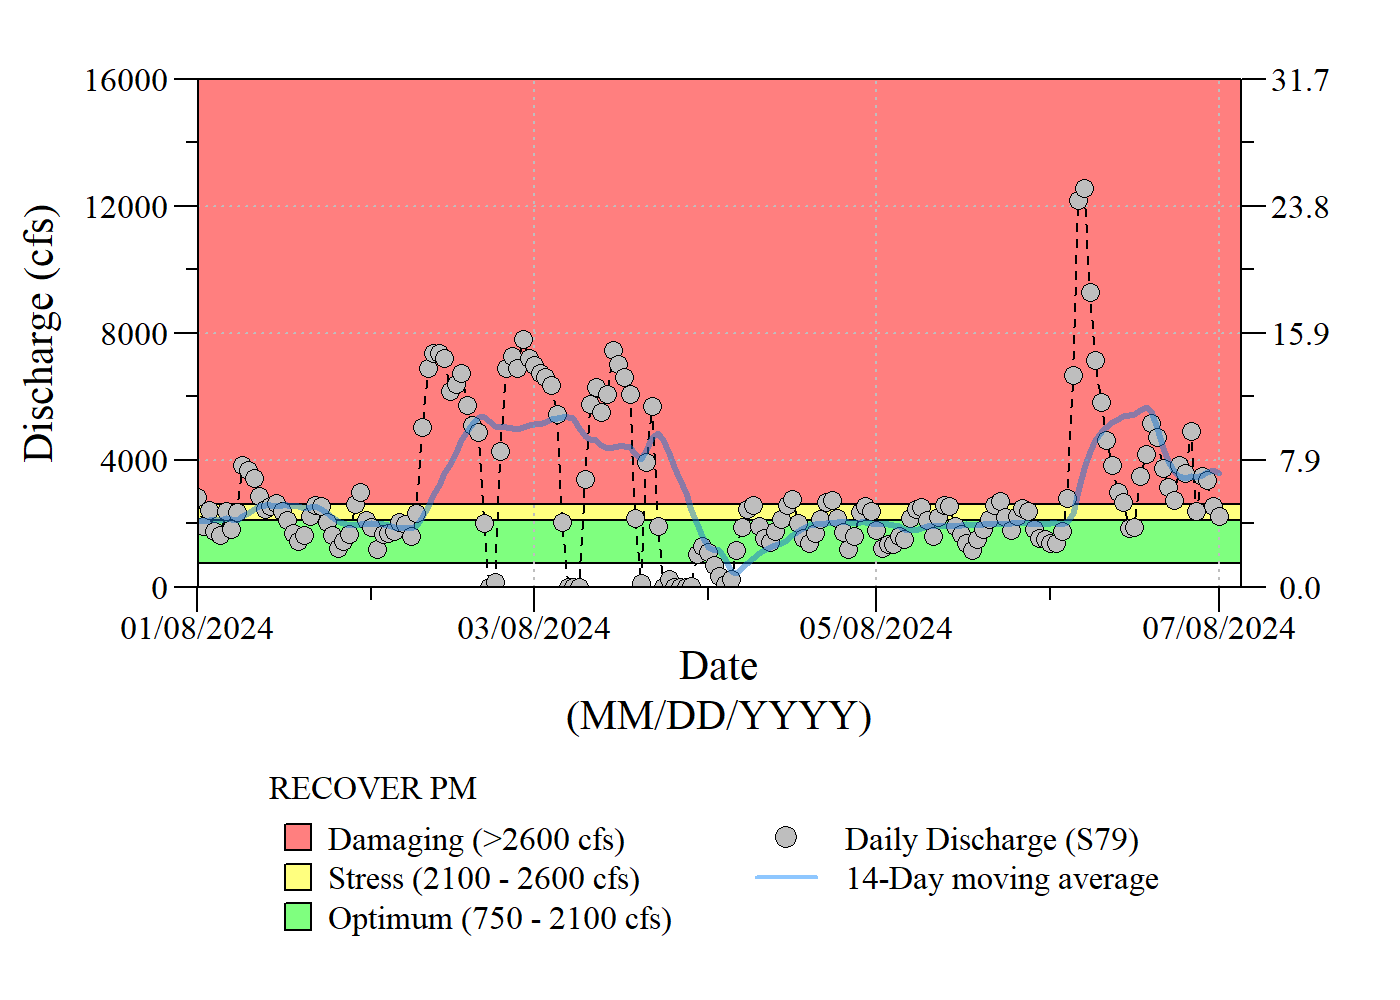 16000
12000
8000
4000
0
Discharge (cfs)
31.7
23.8
15.9
7.9
0.0
01/08/2024 03/08/2024 05/08/2024 07/08/2024
Date
(MM/DD/YYYY)
RECOVER PM
Damaging (>2600 cfs)
Stress (2100 - 2600 cfs)
Optimum (750 - 2100 cfs)
Daily Discharge (S79)
14-Day moving average